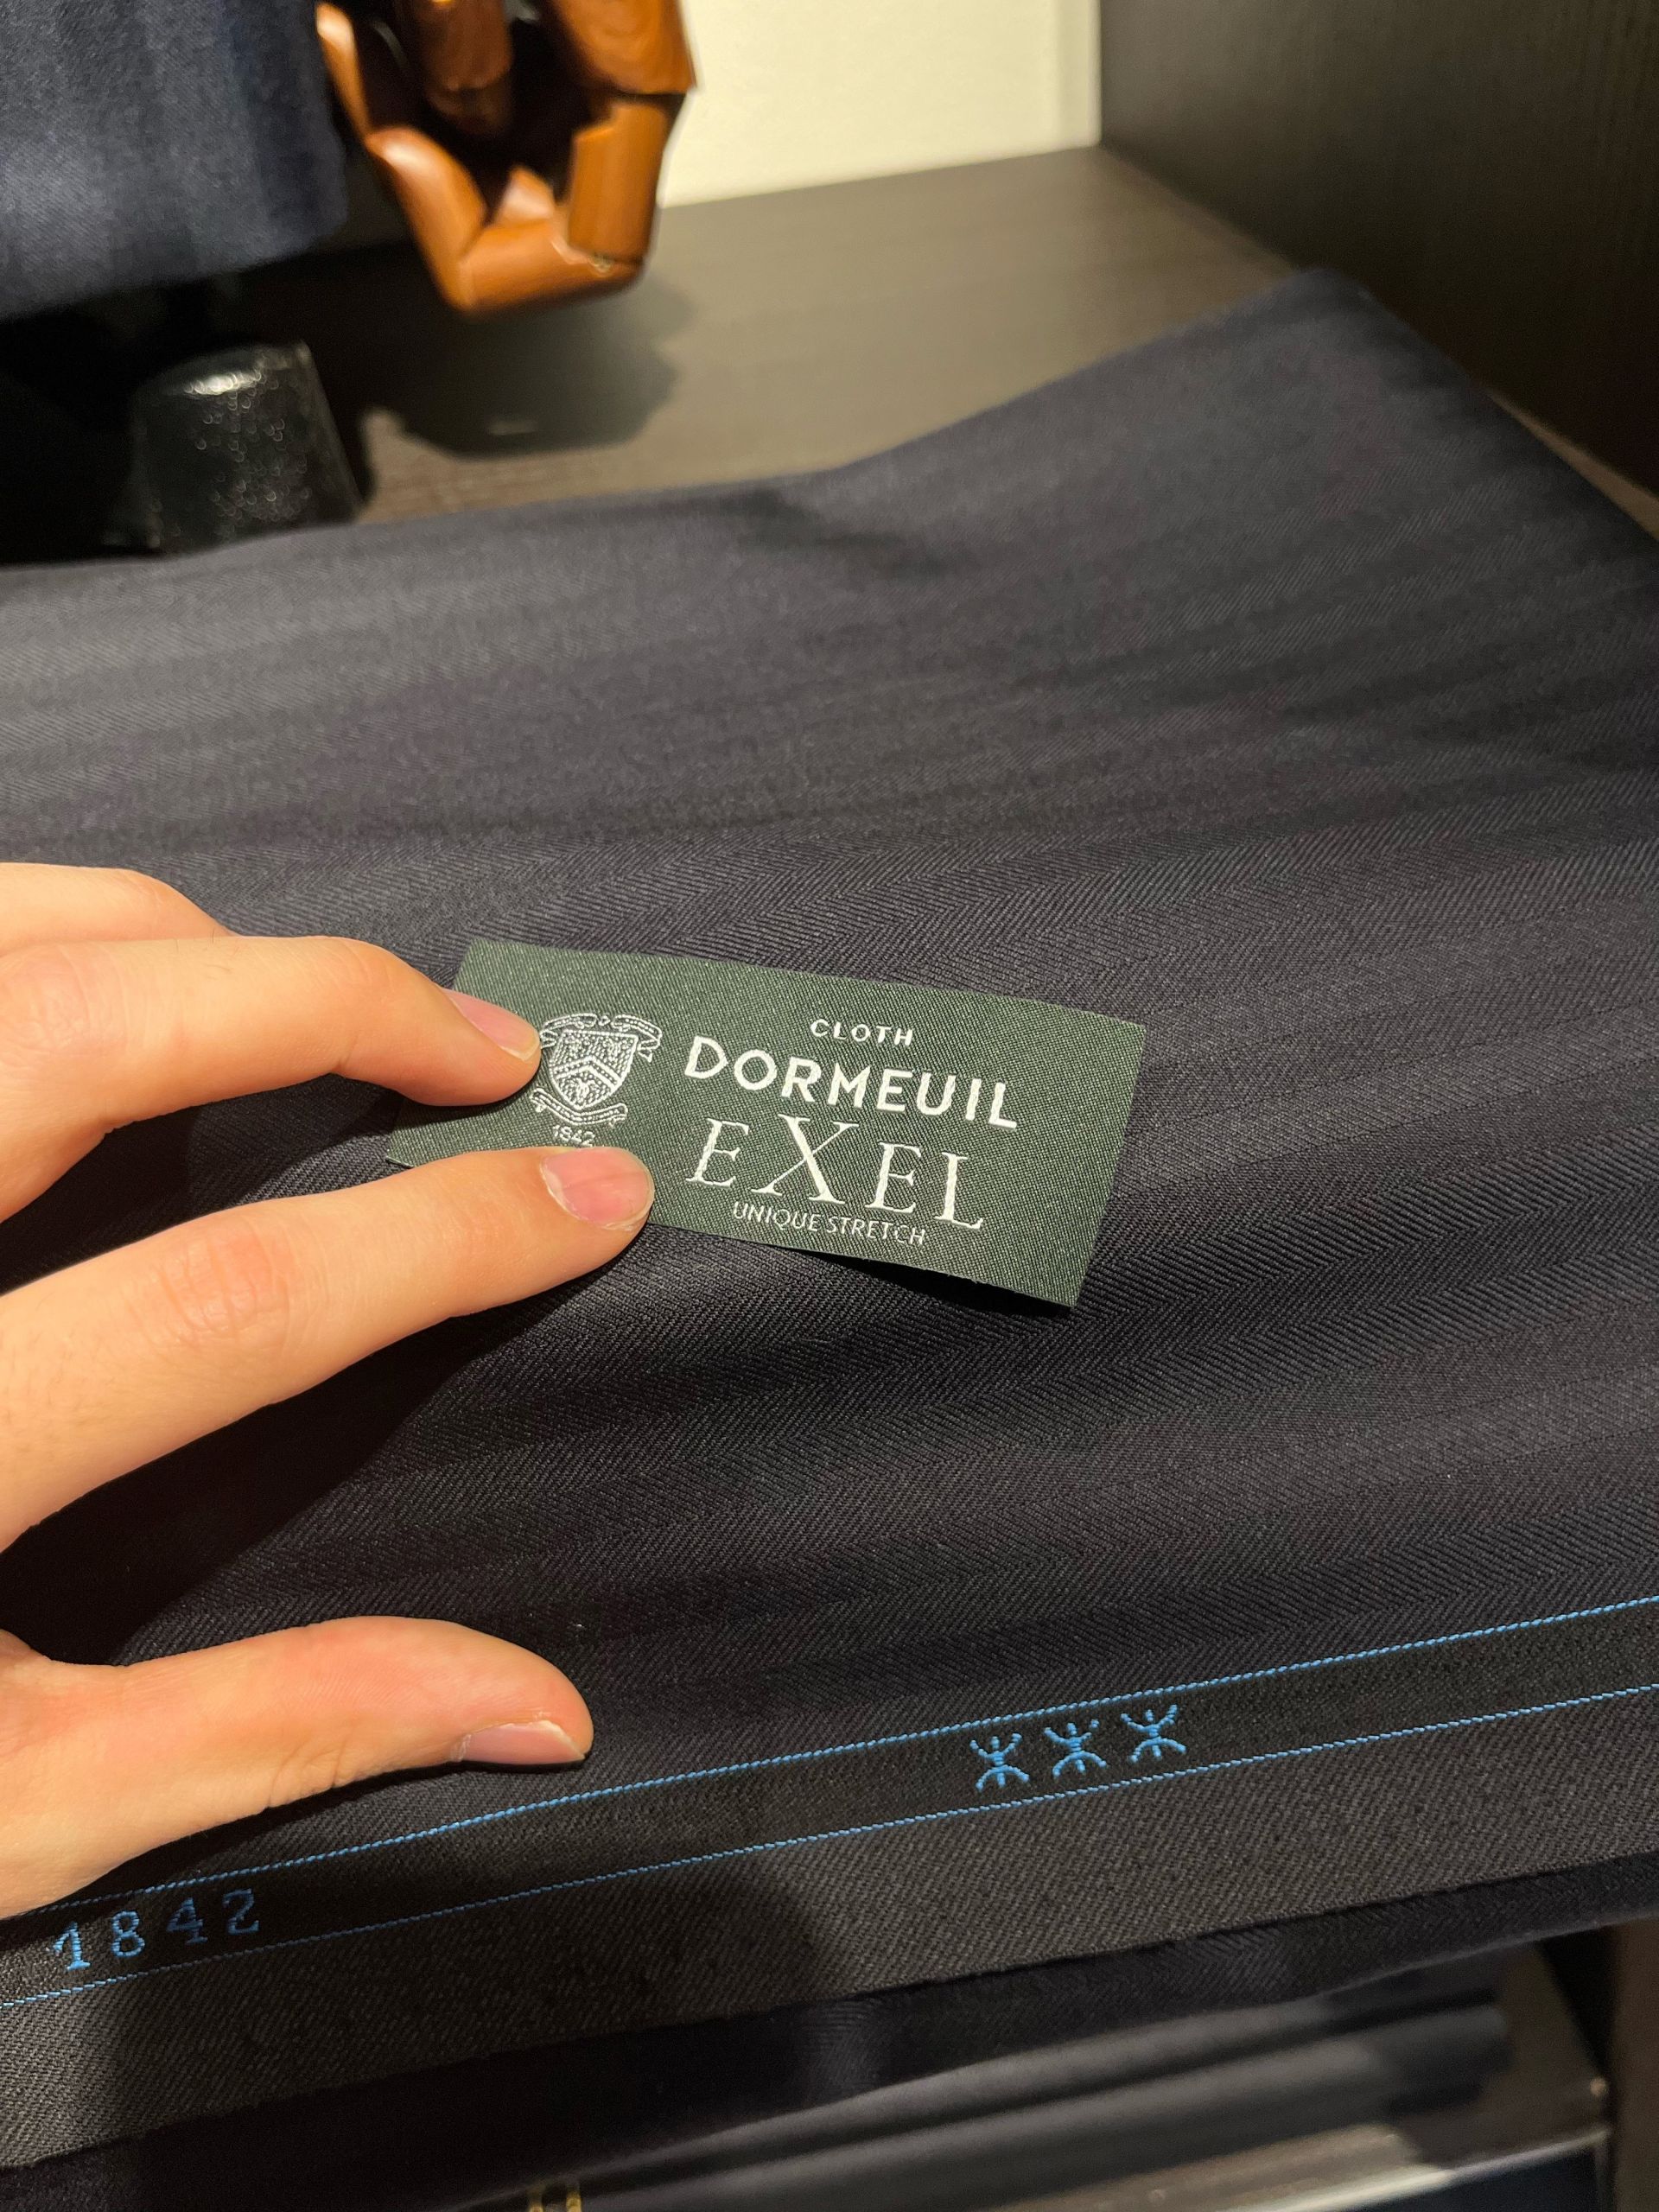 CLOTH
DORMEUIL
EXEL
UNIQUE STRETCH
1842
1842